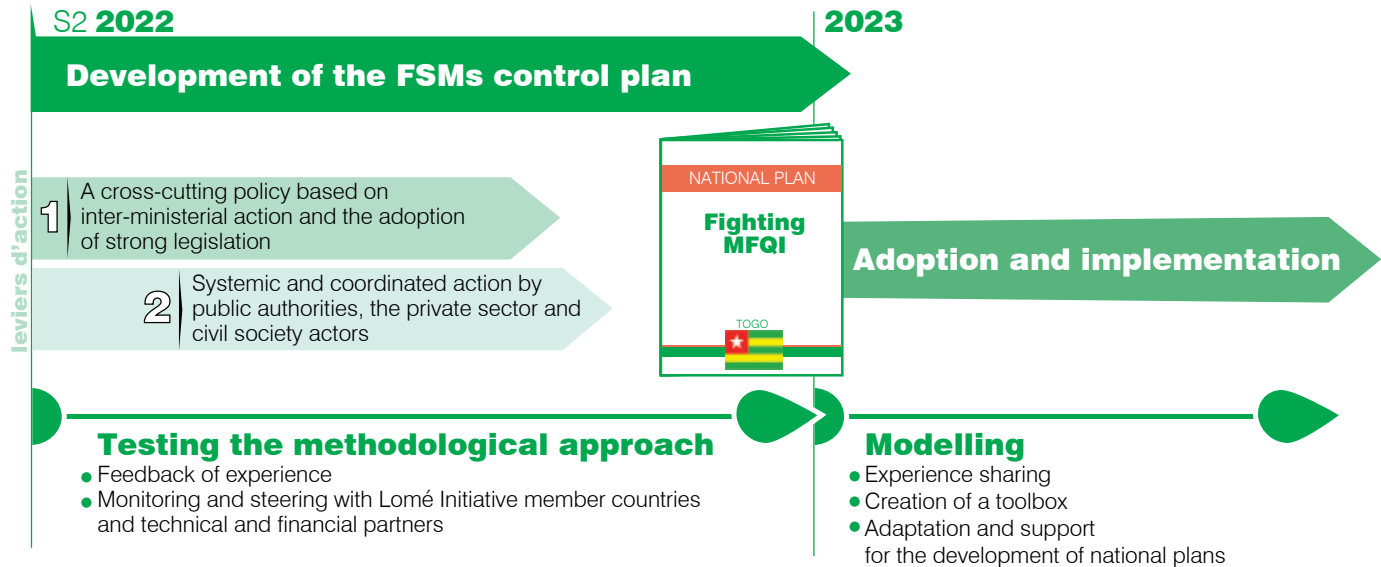 S2 2022
2023
Development of the FSMs control plan
leviers d'action
1
A cross-cutting policy based on
inter-ministerial action and the adoption
of strong legislation
2
Systemic and coordinated action by
public authorities, the private sector and
civil society actors
NATIONAL PLAN
Fighting
MFQI
TOGO
Adoption and implementation
Testing the methodological approach
Feedback of experience
Monitoring and steering with Lomé Initiative member countries
and technical and financial partners
Modelling
Experience sharing
Creation of a toolbox
Adaptation and support
for the development of national plans